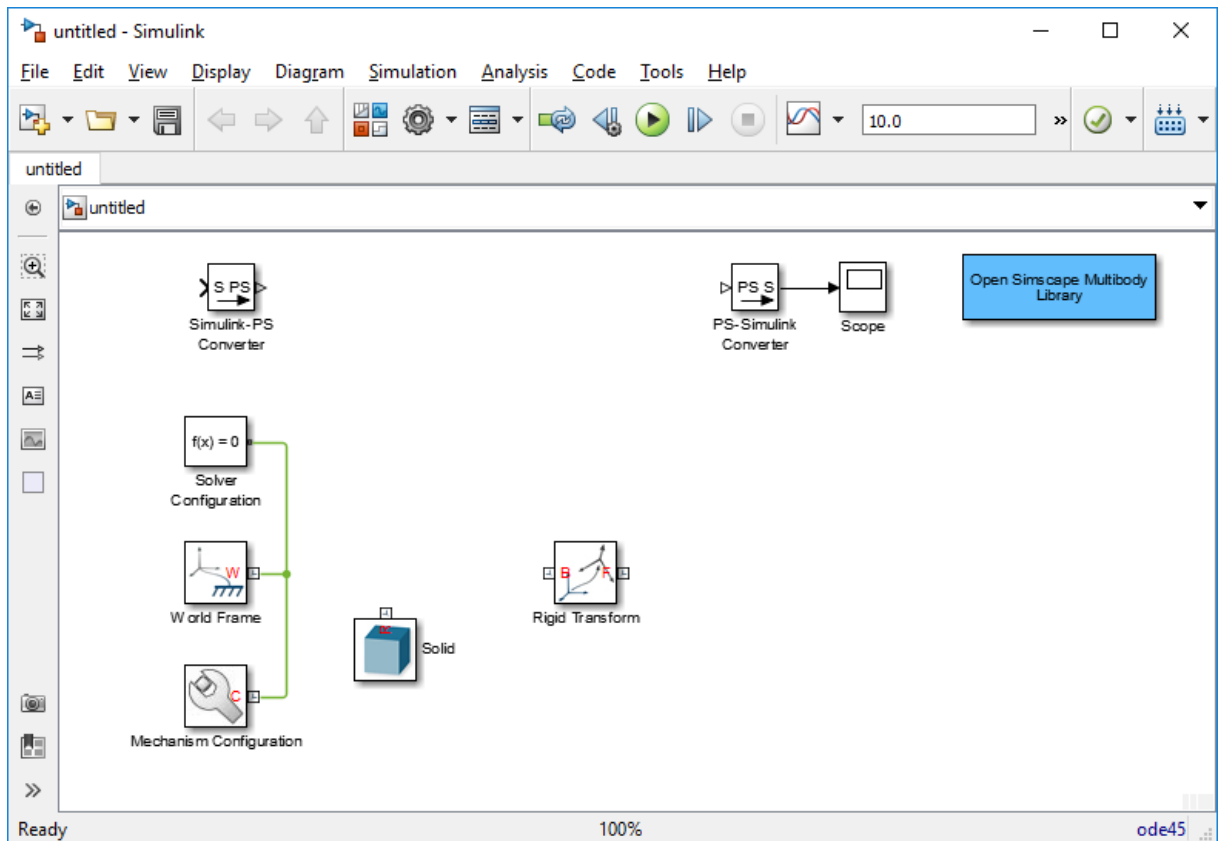 untitled - Simulink
File Edit View Display Diagram Simulation Analysis Code Tools Help
10.0
»
untitled
untitled
S PS
Simulink-PS
Converter
PS S
PS-Simulink
Converter
Scope
Open Simscape Multibody
Library
f(x) = 0
Solver
Configuration
W
World Frame
R
Solid
B F
Rigid Transform
C
Mechanism Configuration
A
»
Ready 100% ode45